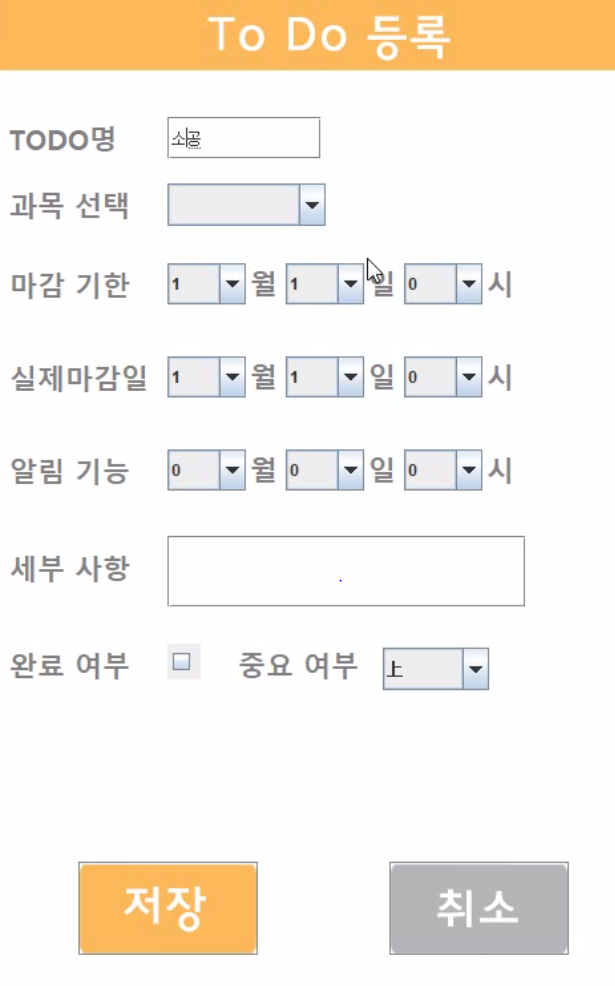 To Do 등록
TODO명 소공
과목 선택
마감 기한 1 월 1 일 0 시
실제마감일 1 월 1 일 0 시
알림 기능 0 월 0 일 0 시
세부 사항
완료 여부 중요 여부 上
저장 취소